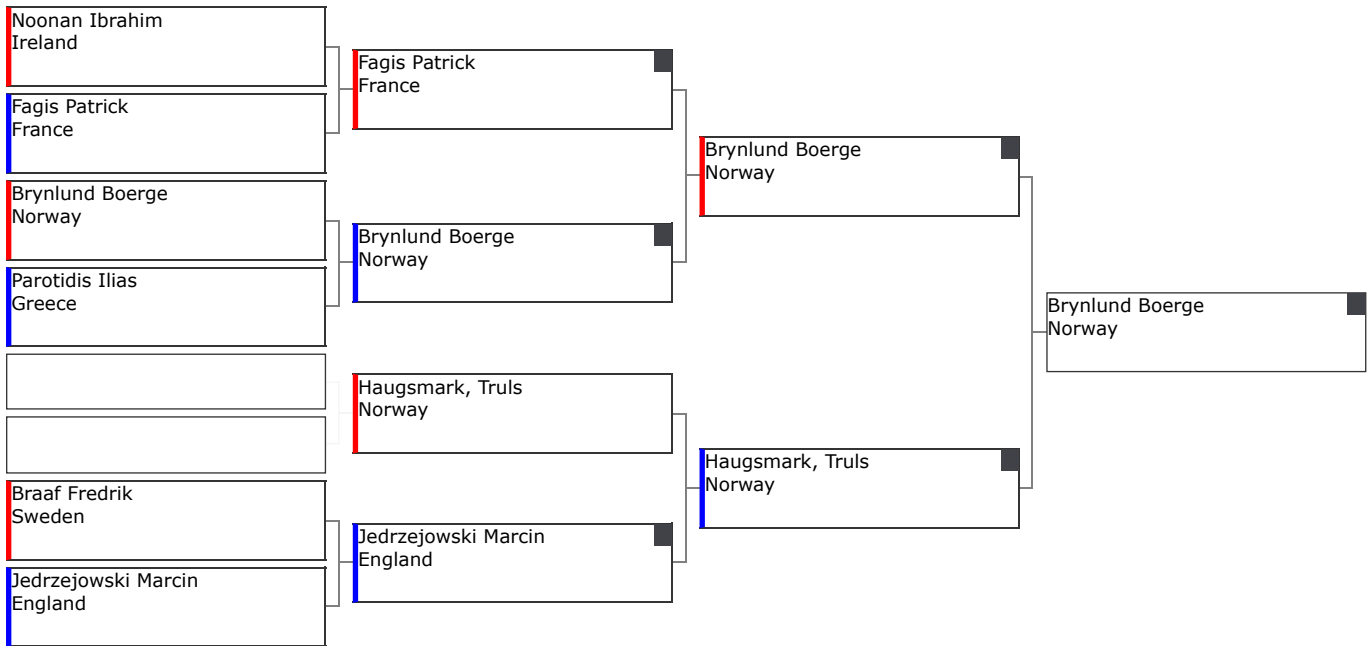 Noonan Ibrahim
Ireland
Fagis Patrick
France
Brynlund Boerge
Norway
Parotidis Ilias
Greece
Braaf Fredrik
Sweden
Jedrzejowski Marcin
England
Fagis Patrick
France
Brynlund Boerge
Norway
Haugsmark, Truls
Norway
Jedrzejowski Marcin
England
Brynlund Boerge
Norway
Haugsmark, Truls
Norway
Brynlund Boerge
Norway